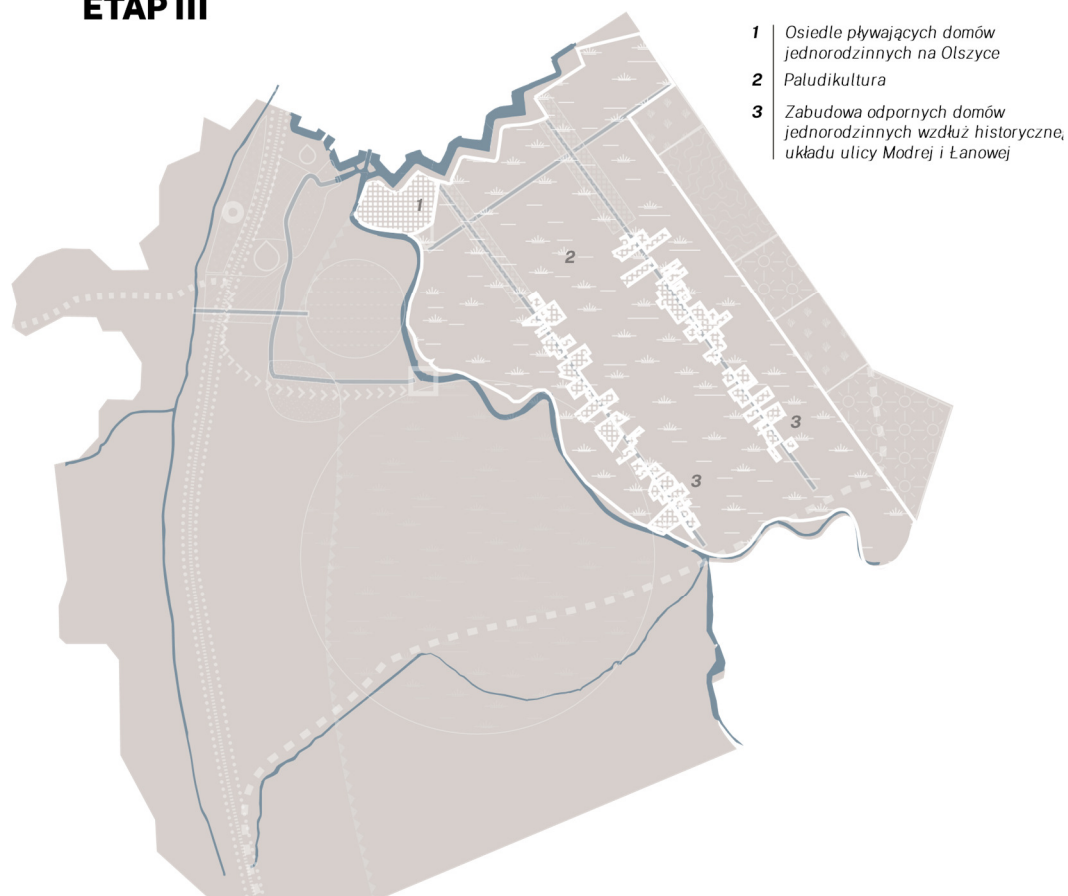 ETAP III
1 Osiedle pływających domów
jednorodzinnych na Olszyce
2 Paludikultura
3 Zabudowa odpornych domów
jednorodzinnych wzdłuż
układu ulicy Modrej i Łanowej
1
2
3
3